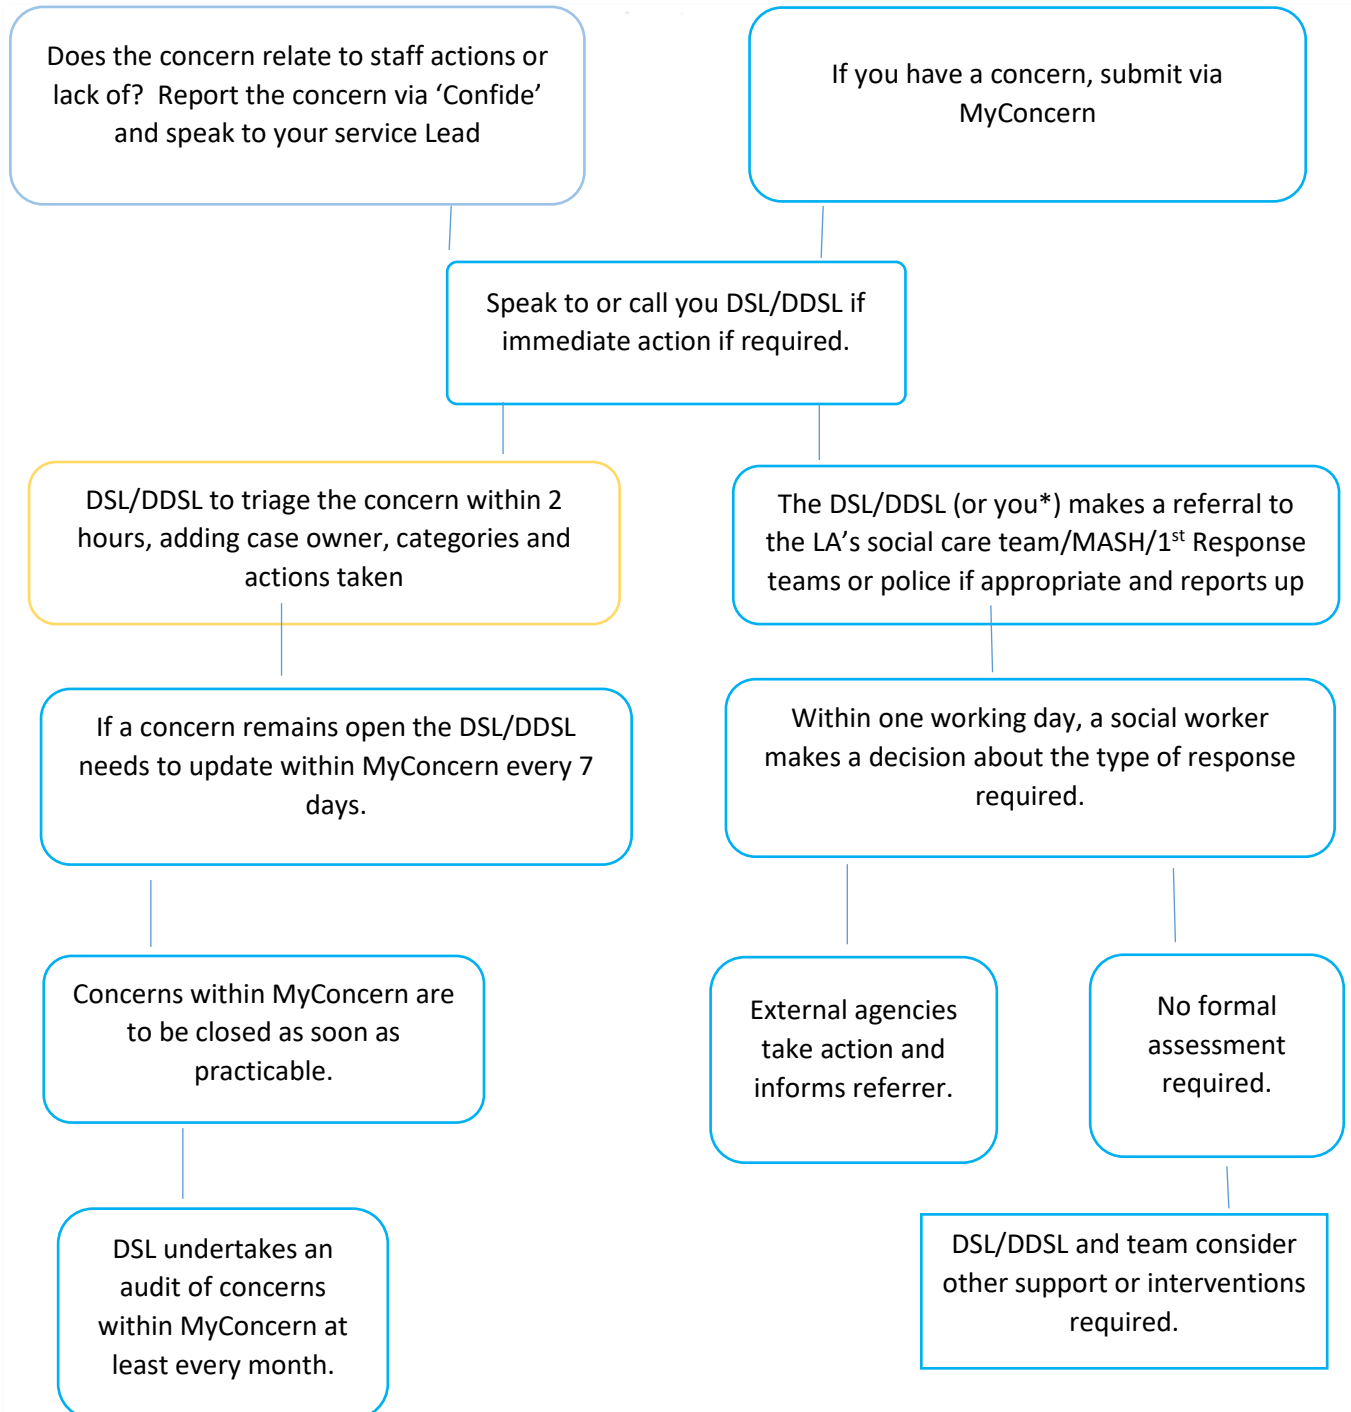 Does the concern relate to staff actions or
lack of?  Report the concern via ‘Confide’
and speak to your service Lead
If you have a concern, submit via
MyConcern
Speak to or call you DSL/DDSL if
immediate action if required.
DSL/DDSL to triage the concern within 2
hours, adding case owner, categories and
actions taken
The DSL/DDSL (or you*) makes a referral to
the LA’s social care team/MASH/1st Response
teams or police if appropriate and reports up
If a concern remains open the DSL/DDSL
needs to update within MyConcern every 7
days.
Within one working day, a social worker
makes a decision about the type of response
required.
Concerns within MyConcern are
to be closed as soon as
practicable.
External agencies
take action and
informs referrer.
No formal
assessment
required.
DSL undertakes an
audit of concerns
within MyConcern at
least every month.
DSL/DDSL and team consider
other support or interventions
required.